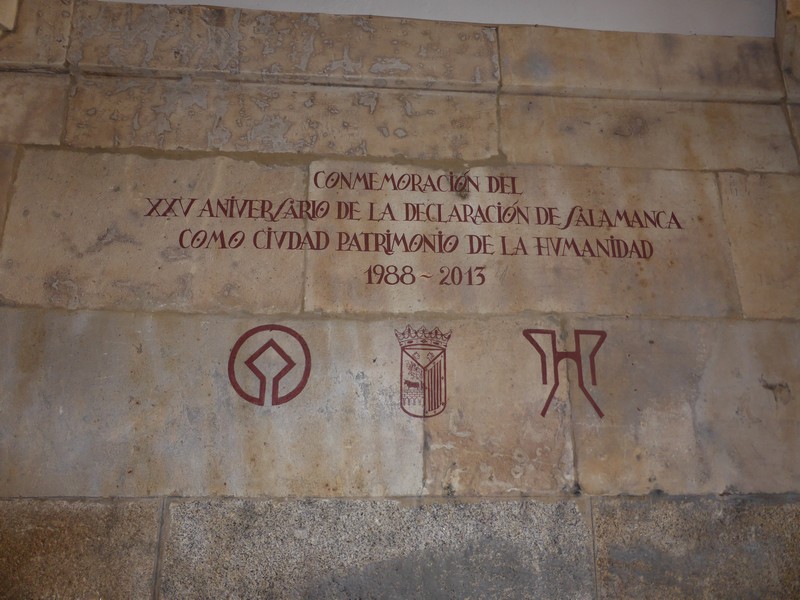 CONMEMORACIÓN DEL
XXV ANIVERSARIO DE LA DECLARACIÓN DE SALAMANCA
COMO CIVDAD PATRIMONIO DE LA HVMANIDAD
1988 ~ 2013